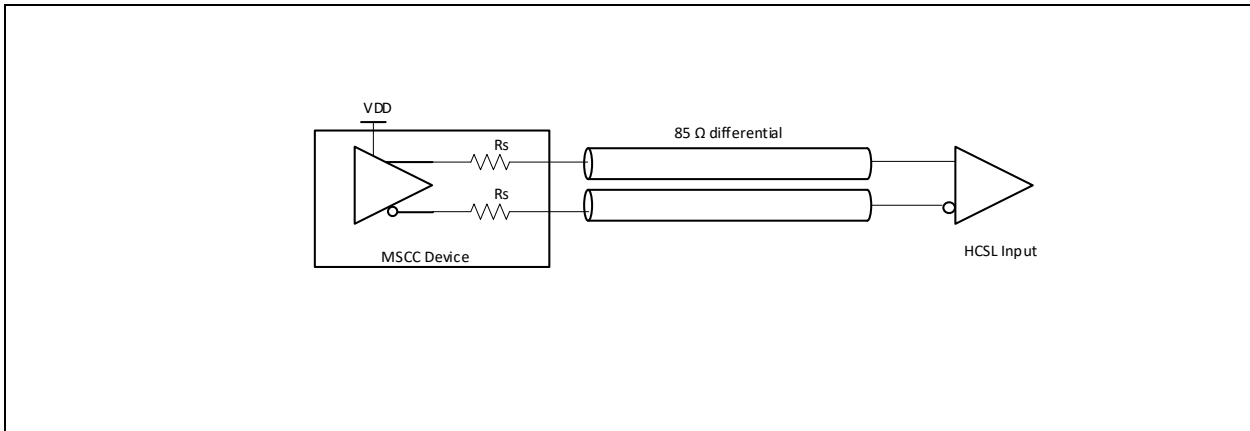 VDD
85 Ω differential
Rs
Rs
MSCC Device
HCSL Input